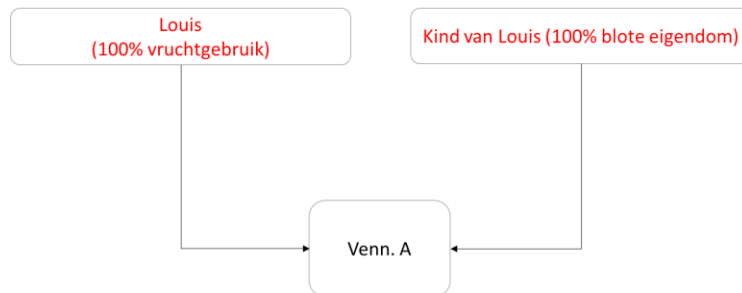 Louis
(100% vruchtgebruik)
Kind van Louis (100% blote eigendom)
Venn. A